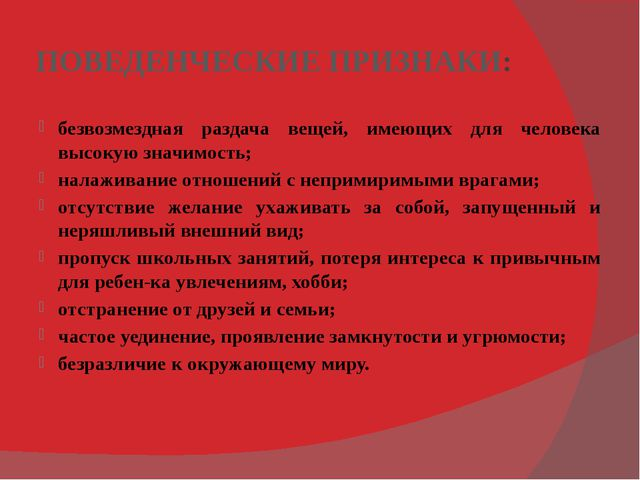 ПОВЕДЕНЧЕСКИЕ ПРИЗНАКИ:
безвозмездная раздача вещей, имеющих для человека
высокую значимость;
налаживание отношений с непримиримыми врагами;
отсутствие желание ухаживать за собой, запущенный и
неряшливый внешний вид;
пропуск школьных занятий, потеря интереса к привычным
для ребен-ка увлечениям, хобби;
отстранение от друзей и семьи;
частое уединение, проявление замкнутости и угрюмости;
безразличие к окружающему миру.